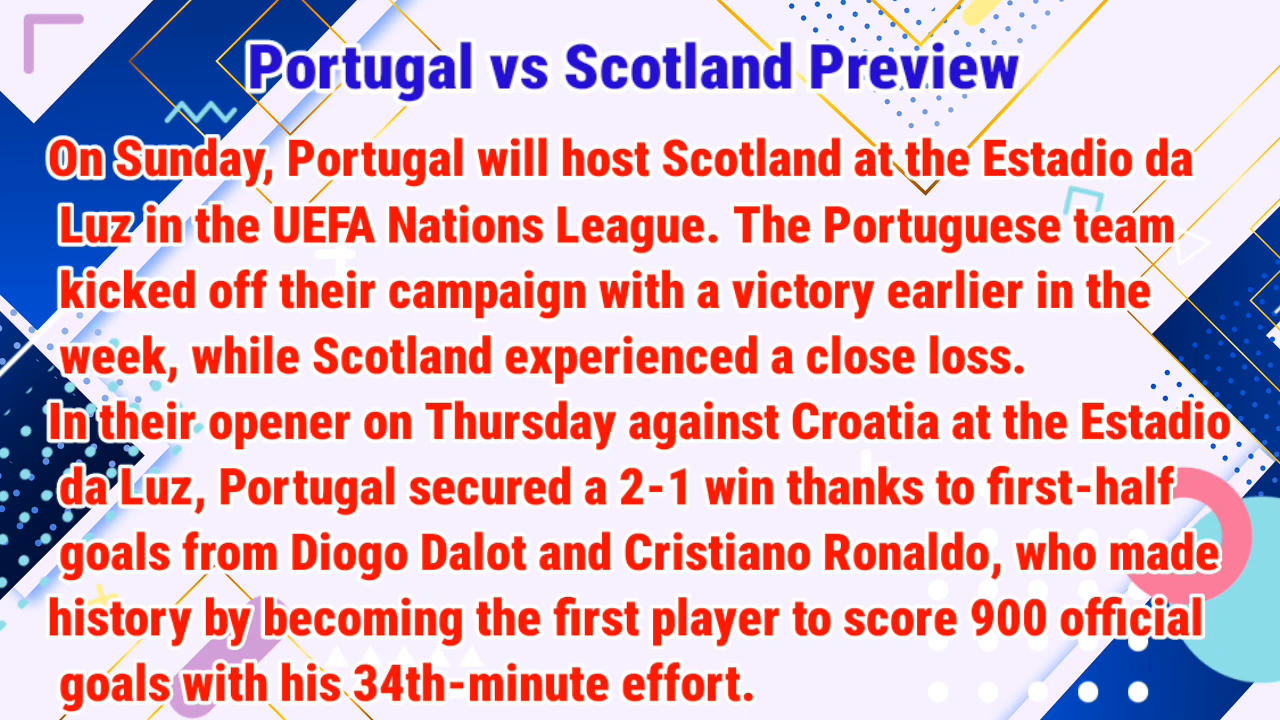 Portugal vs Scotland Preview
On Sunday, Portugal will host Scotland at the Estadio da
Luz in the UEFA Nations League. The Portuguese team
kicked off their campaign with a victory earlier in the
week, while Scotland experienced a close loss.
In their opener on Thursday against Croatia at the Estadio
da Luz, Portugal secured a 2-1 win thanks to first-half
goals from Diogo Dalot and Cristiano Ronaldo, who made
history by becoming the first player to score 900 official
goals with his 34th-minute effort.